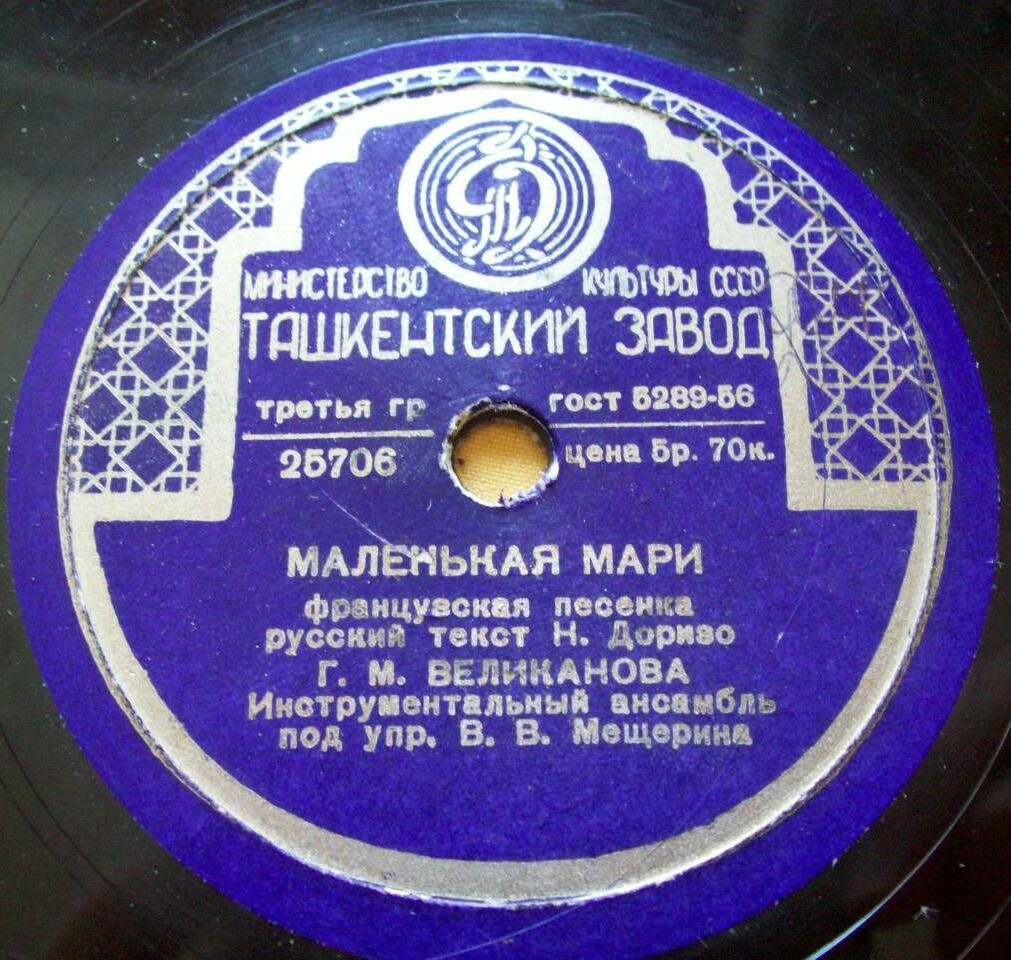 МИНИСТЕРСТВО КУЛЬТУРЫ СССР
ТАШКЕНТСКИЙ ЗАВОД
третья гр
гост 5289-56
25706
цена 5р. 70к.
МАЛЕНЬКАЯ МАРИ
французская песенка
русский текст Н. Доризо
Г. М. ВЕЛИКАНОВА
Инструментальный ансамбль
под упр. В. В. Мещерина